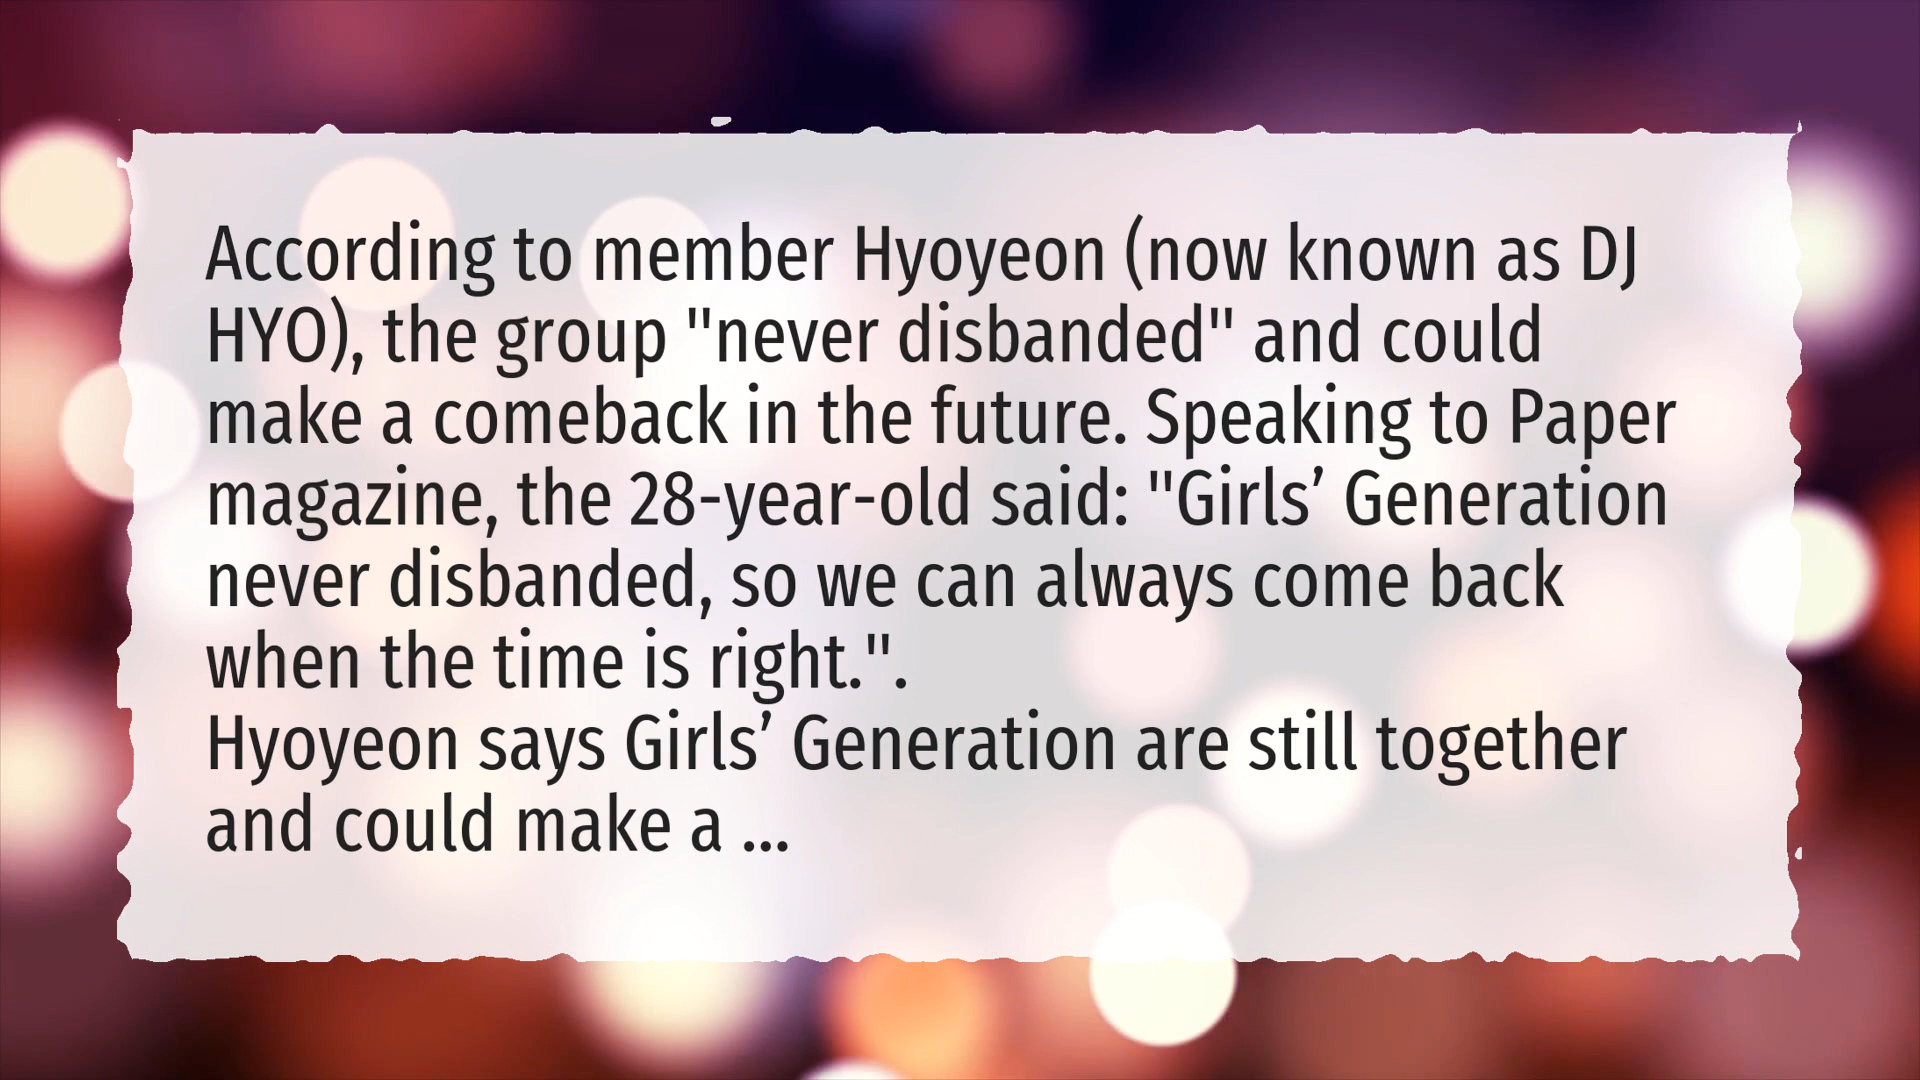 According to member Hyoyeon (now known as DJ
HYO), the group "never disbanded" and could
make a comeback in the future. Speaking to Paper
magazine, the 28-year-old said: "Girls’ Generation
never disbanded, so we can always come back
when the time is right.".
Hyoyeon says Girls’ Generation are still together
and could make a ...